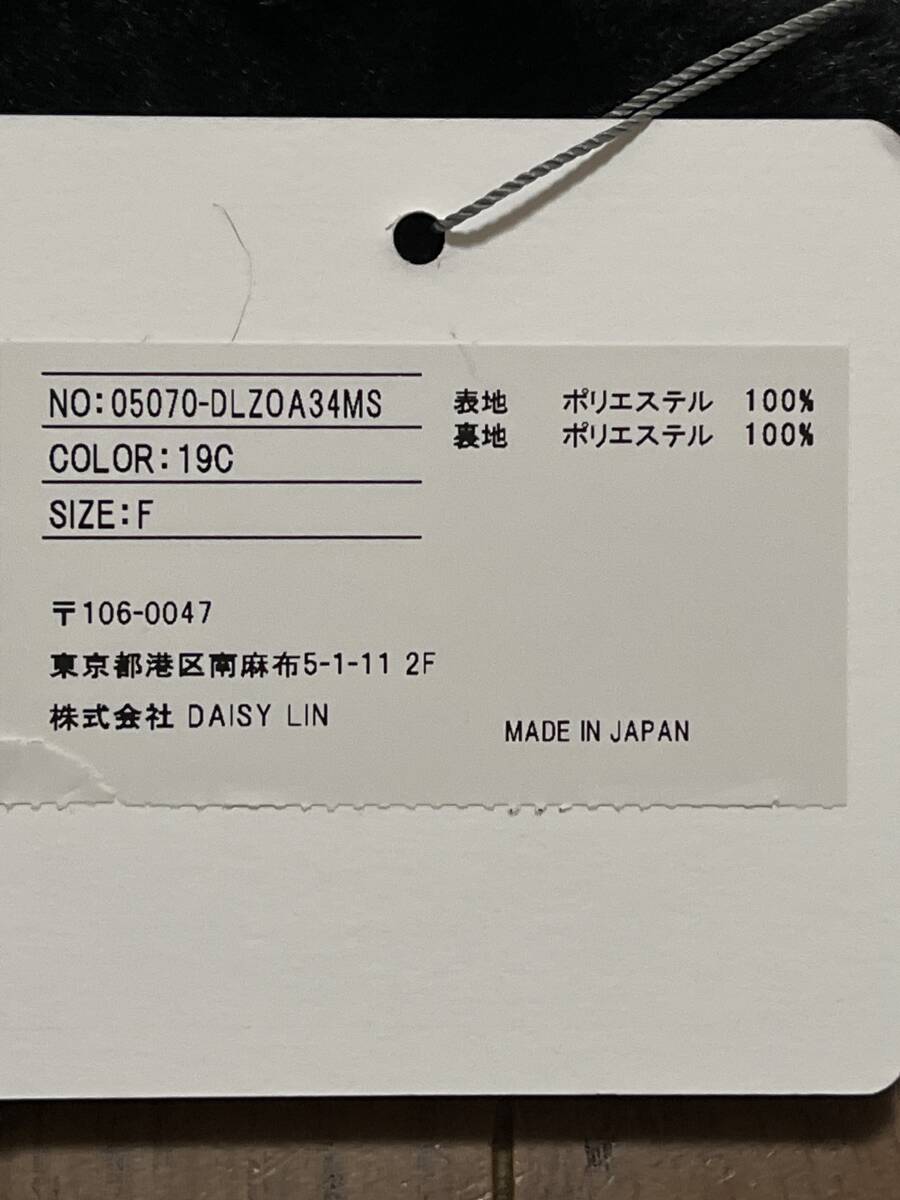 NO:05070-DLZOA34MS
COLOR:19C
SIZE:F
表地 ポリエステル 100%
裏地 ポリエステル 100%
〒106-0047
東京都港区南麻布5-1-11 2F
株式会社 DAISY LIN
MADE IN JAPAN